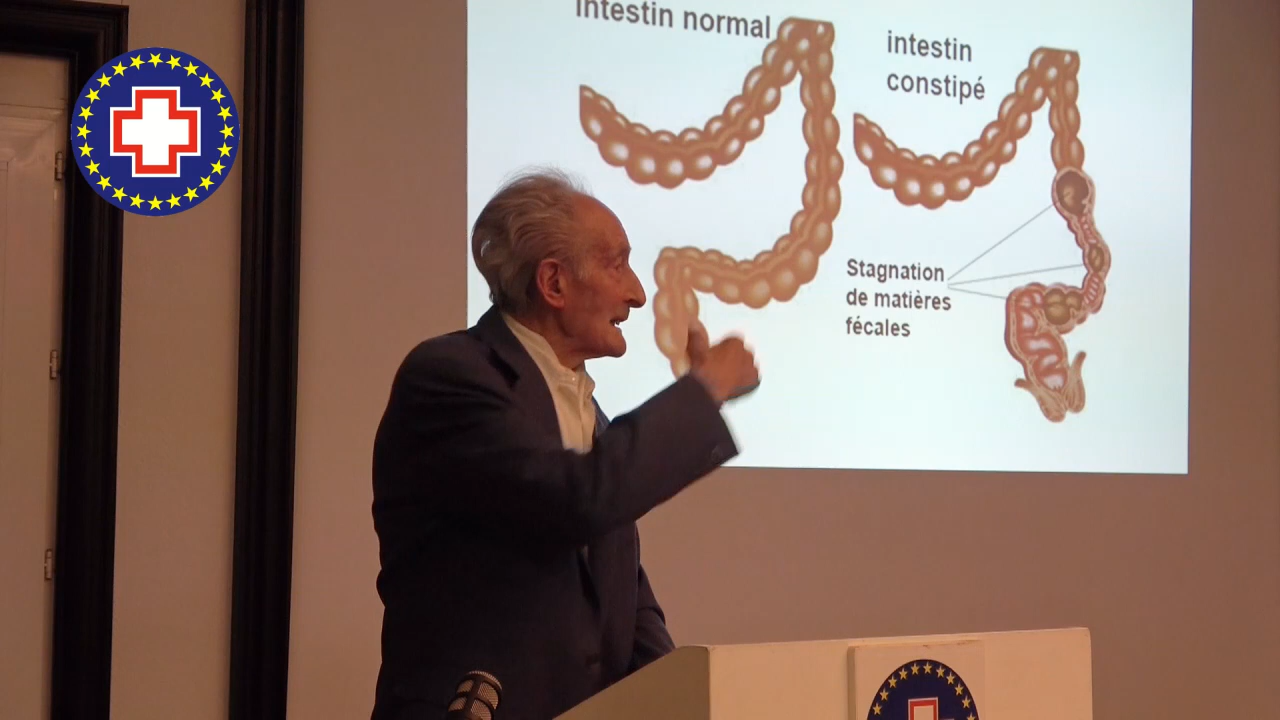 intestin normal
intestin
constipé
Stagnation
de matières
fécales